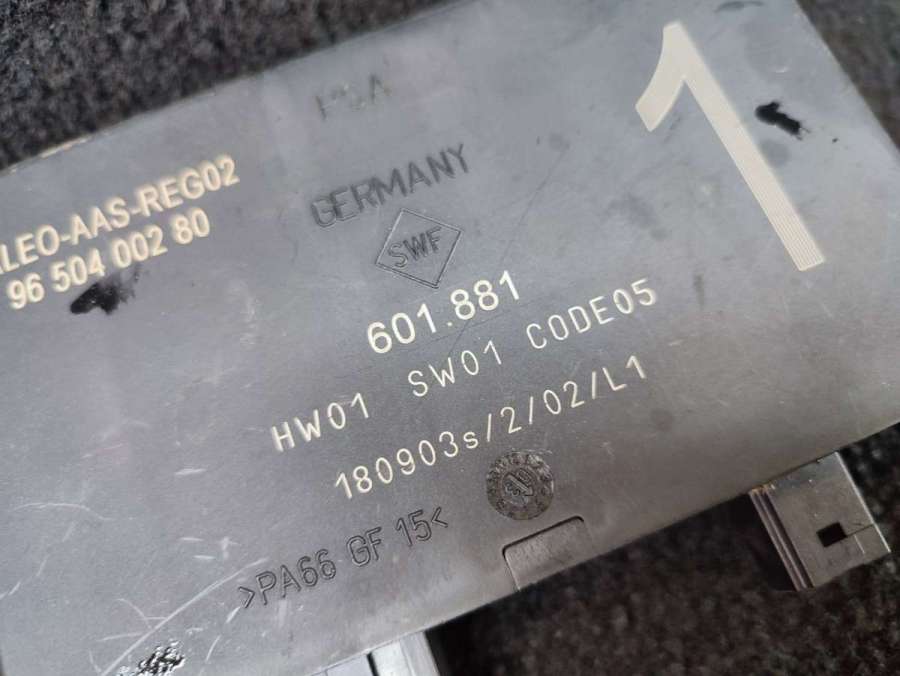 PSA
1
ALEO-AAS-REG02
96 504 002 80
GERMANY
SWF
601.881
HW01 SW01 CODE05
180903s/2/02/L1
>PA66 GF 15<